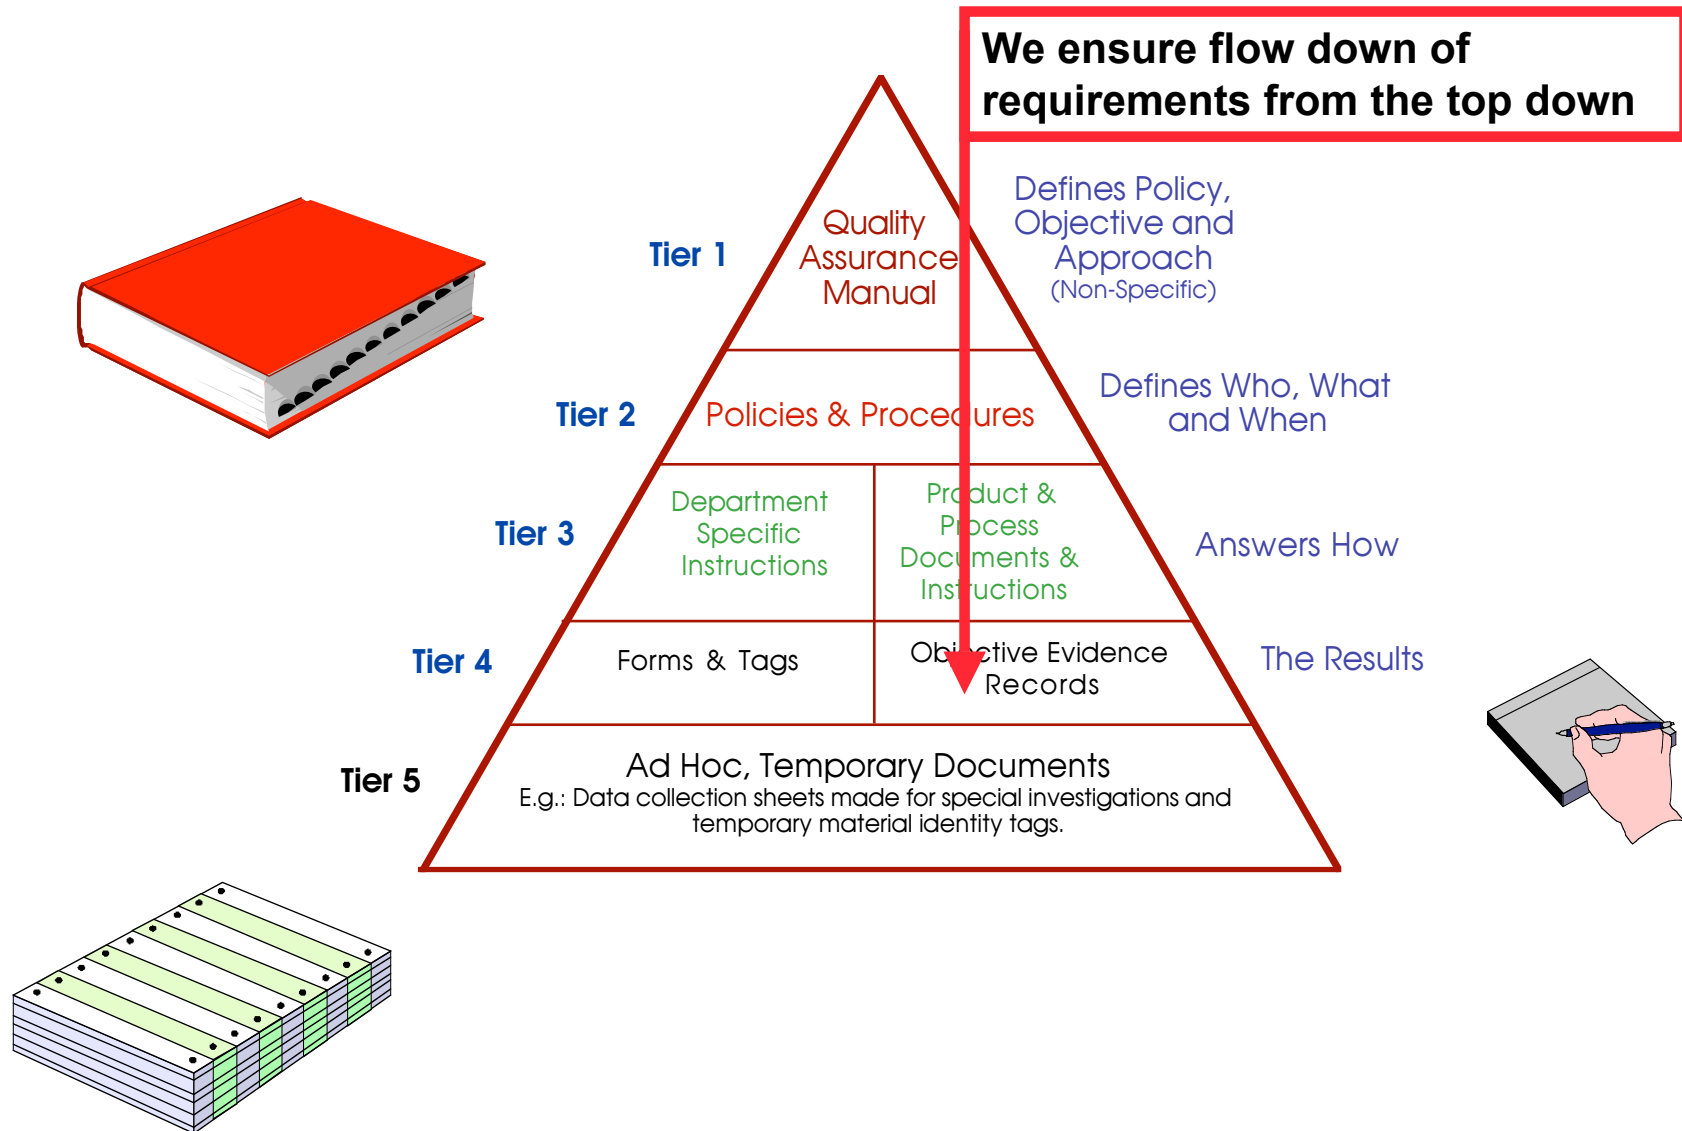 We ensure flow down of
requirements from the top down
Tier 1
Quality
Assurance
Manual
Defines Policy,
Objective and
Approach
(Non-Specific)
Tier 2
Policies & Procedures
Defines Who, What
and When
Tier 3
Department
Specific
Instructions
Product &
Process
Documents &
Instructions
Answers How
Tier 4
Forms & Tags
Objective Evidence
Records
The Results
Tier 5
Ad Hoc, Temporary Documents
E.g.: Data collection sheets made for special investigations and
temporary material identity tags.